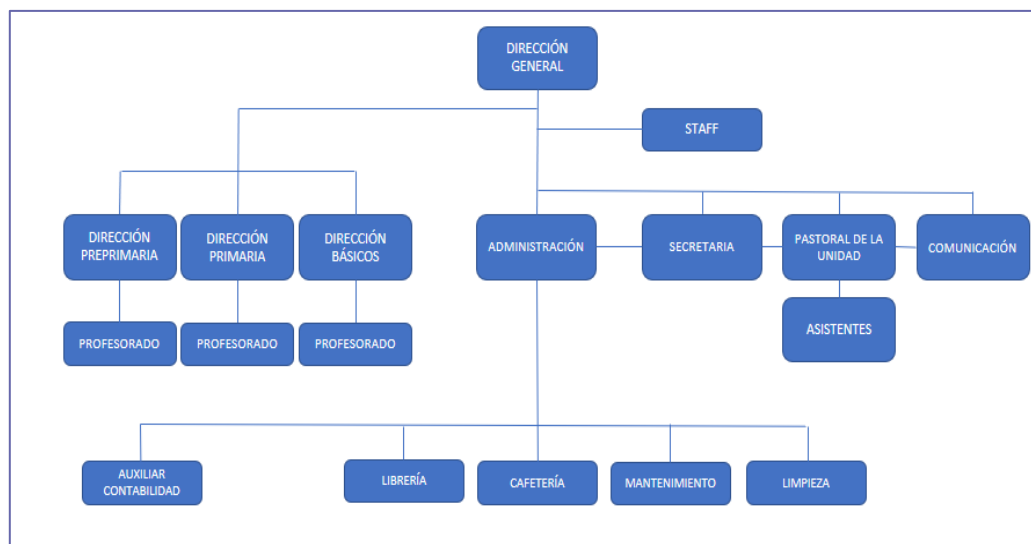 DIRECCIÓN
GENERAL
STAFF
DIRECCIÓN
PREPRIMARIA
DIRECCIÓN
PRIMARIA
DIRECCIÓN
BÁSICOS
ADMINISTRACIÓN
SECRETARIA
PASTORAL DE LA
UNIDAD
COMUNICACIÓN
PROFESORADO
PROFESORADO
PROFESORADO
ASISTENTES
AUXILIAR
CONTABILIDAD
LIBRERÍA
CAFETERÍA
MANTENIMIENTO
LIMPIEZA